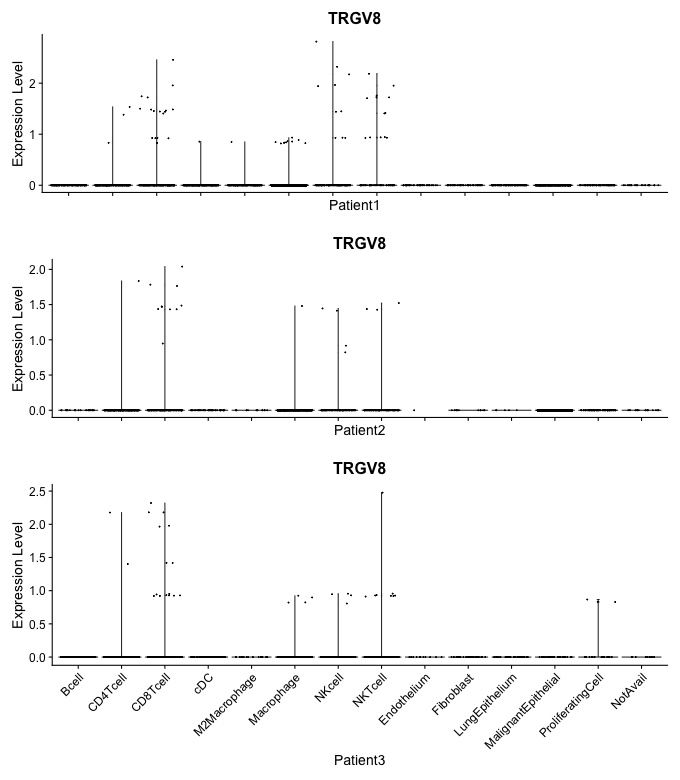 TRGV8
Expression Level
2
1
0
Patient1
TRGV8
Expression Level
2.0
1.5
1.0
0.5
0.0
Patient2
TRGV8
Expression Level
2.5
2.0
1.5
1.0
0.5
0.0
Bcell
CD4Tcell
CD8Tcell
cDC
M2Macrophage
Macrophage
NKcell
NKTcell
Endothelium
Fibroblast
LungEpithelium
MalignantEpithelial
ProliferatingCell
NotAvail
Patient3